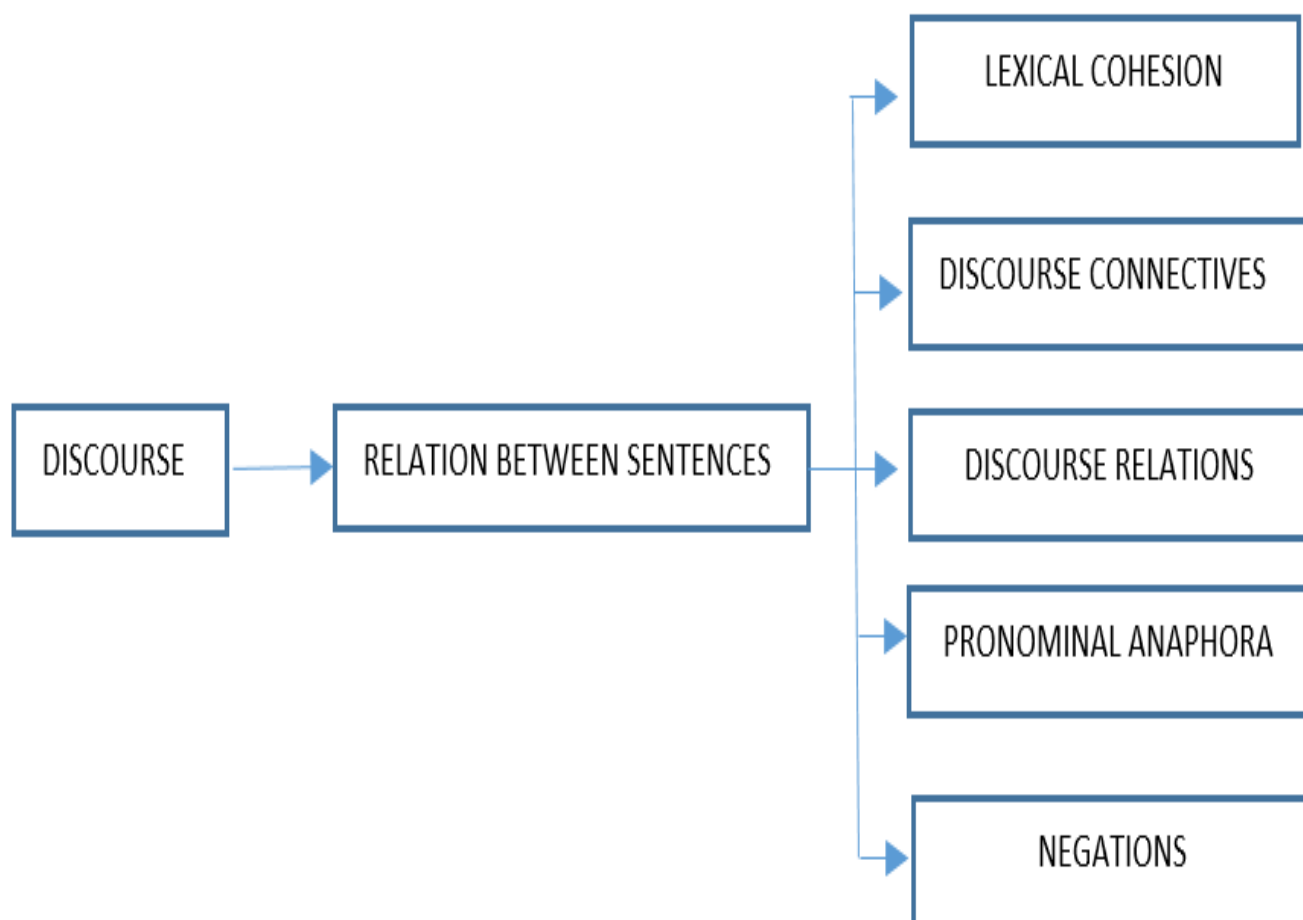 LEXICAL COHESION
DISCOURSE CONNECTIVES
DISCOURSE
RELATION BETWEEN SENTENCES
DISCOURSE RELATIONS
PRONOMINAL ANAPHORA
NEGATIONS